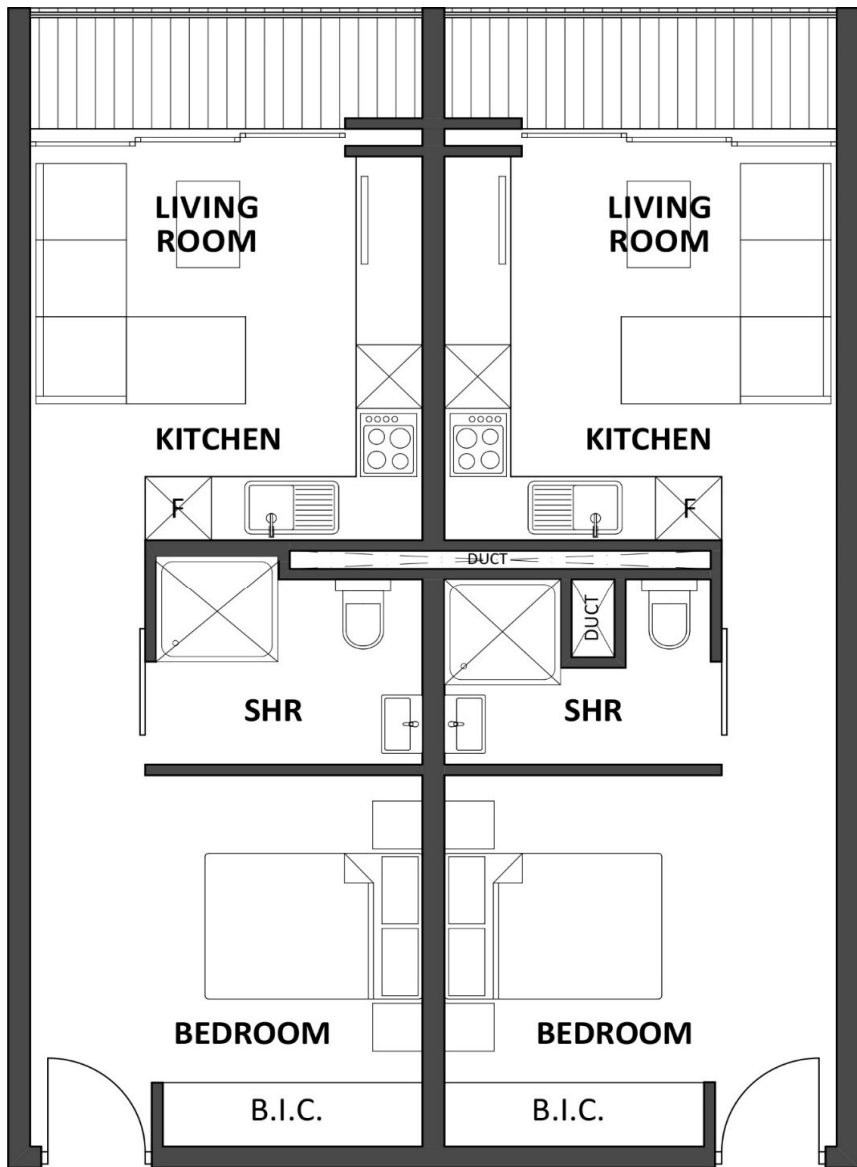 LIVING
ROOM
LIVING
ROOM
KITCHEN
KITCHEN
F
F
DUCT
DUCT
SHR
SHR
BEDROOM
BEDROOM
B.I.C.
B.I.C.